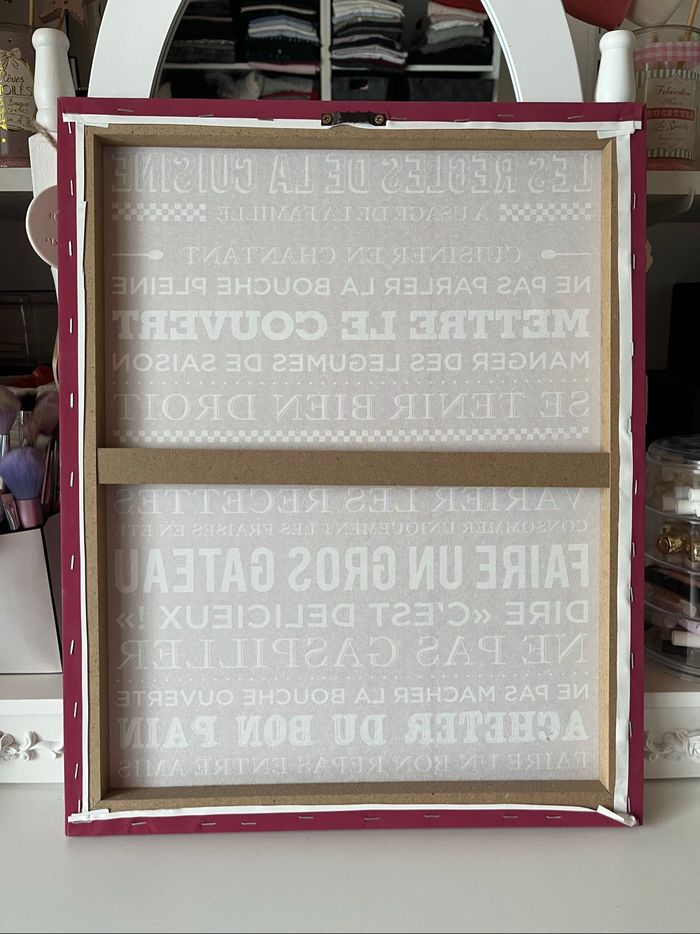 LES REGLES DE LA CUISINE
A USAGE DE LA FAMILLE
CUISINER EN CHANTANT
NE PAS PARLER LA BOUCHE PLEINE
METTRE LE COUVERT
MANGER DES LEGUMES DE SAISON
SE TENIR BIEN DROIT
VARIER LES RECETTES
CONSOMMER UNIQUEMENT LES FRAISES EN ETE
FAIRE UN GROS GATEAU
DIRE «C'EST DELICIEUX !»
NE PAS GASPILLER
NE PAS MACHER LA BOUCHE OUVERTE
ACHETER DU BON PAIN
FAIRE UN BON REPAS ENTRE AMIS
Fabrication